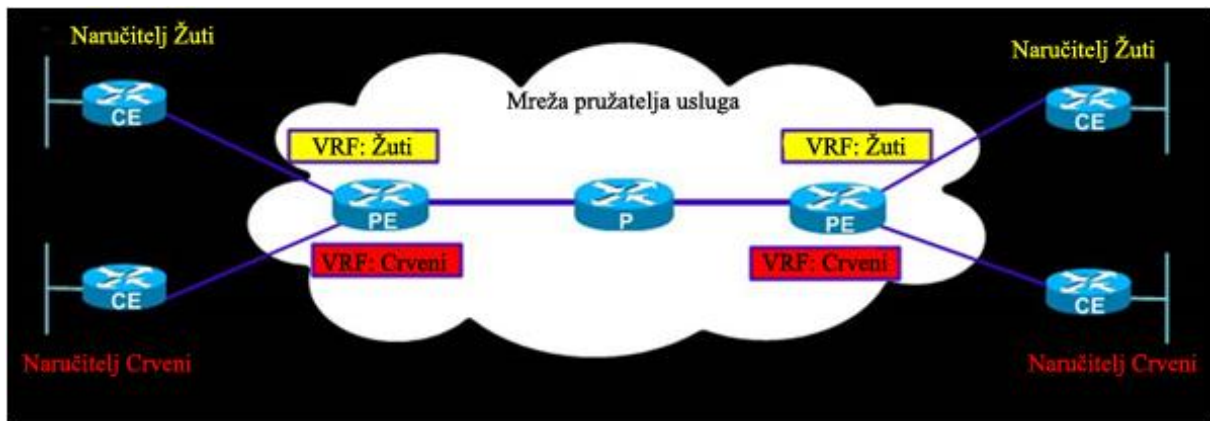 Naručitelj Žuti
Naručitelj Žuti
CE
CE
Mreža pružatelja usluga
VRF: Žuti
VRF: Žuti
PE
P
PE
VRF: Crveni
VRF: Crveni
CE
CE
Naručitelj Crveni
Naručitelj Crveni